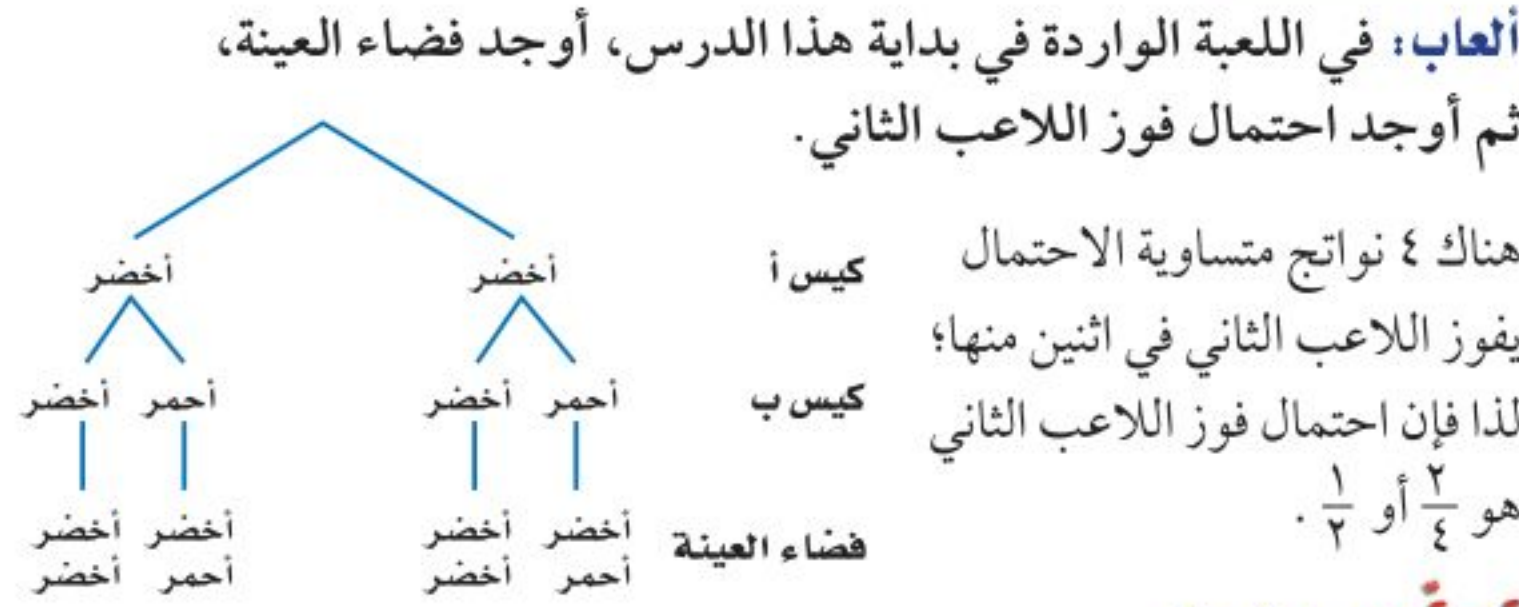 ألعاب: في اللعبة الواردة في بداية هذا الدرس، أوجد فضاء العينة،
ثم أوجد احتمال فوز اللاعب الثاني.
هناك ٤ نواتج متساوية الاحتمال
يفوز اللاعب الثاني في اثنين منها؛
لذا فإن احتمال فوز اللاعب الثاني
هو ٢/٤ أو ١/٢ .
كيس أ أخضر أخضر
كيس ب أحمر أخضر أحمر أخضر
فضاء العينة أخضر أخضر أخضر أخضر
أحمر أخضر أحمر أخضر